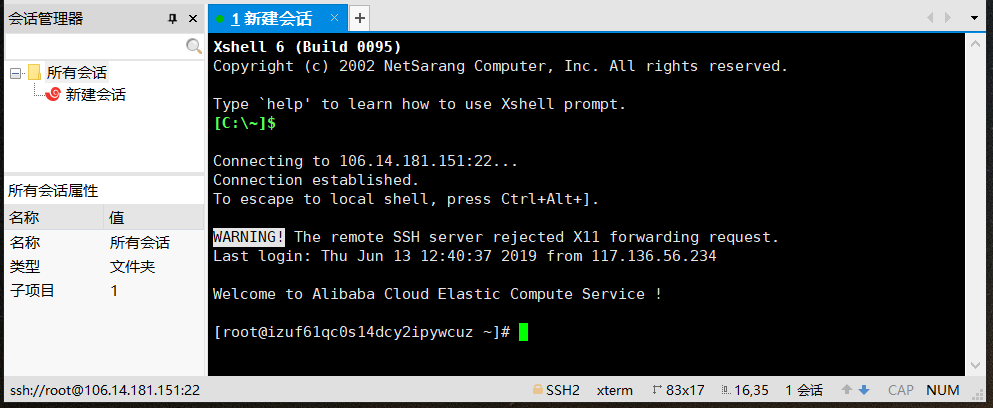 会话管理器
所有会话
新建会话
所有会话属性
名称 值
名称 所有会话
类型 文件夹
子项目 1
1 新建会话
Xshell 6 (Build 0095)
Copyright (c) 2002 NetSarang Computer, Inc. All rights reserved.
Type `help' to learn how to use Xshell prompt.
[C:\~]$
Connecting to 106.14.181.151:22...
Connection established.
To escape to local shell, press Ctrl+Alt+].
WARNING! The remote SSH server rejected X11 forwarding request.
Last login: Thu Jun 13 12:40:37 2019 from 117.136.56.234
Welcome to Alibaba Cloud Elastic Compute Service !
[root@izuf61qc0s14dcy2ipywcuz ~]#
ssh://root@106.14.181.151:22 SSH2 xterm 83x17 16,35 1 会话 CAP NUM